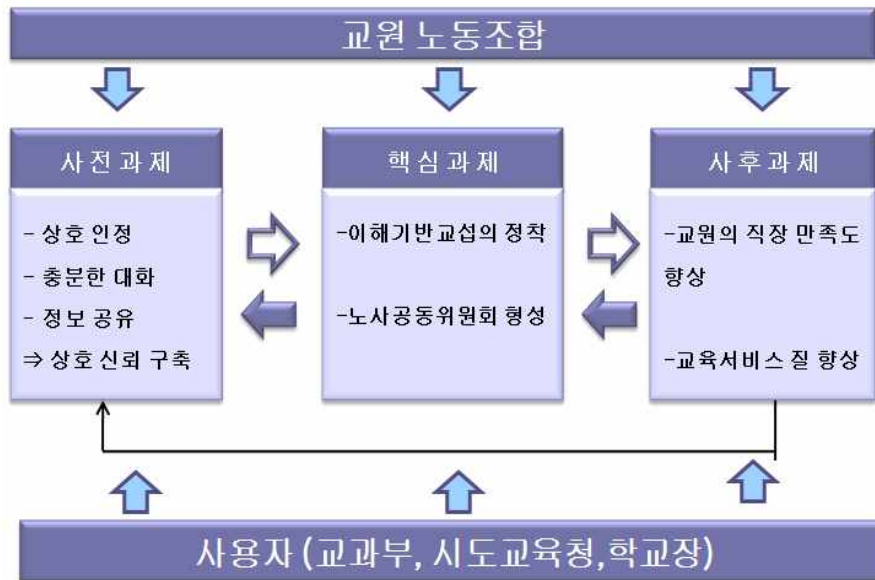 교원 노동조합
사 전 과 제
- 상호 인정
- 충분한 대화
- 정보 공유
⇒ 상호 신뢰 구축
핵 심 과 제
-이해기반교섭의 정착
-노사공동위원회 형성
사 후 과 제
-교원의 직장 만족도
향상
-교육서비스 질 향상
사용자 (교과부, 시도교육청,학교장)